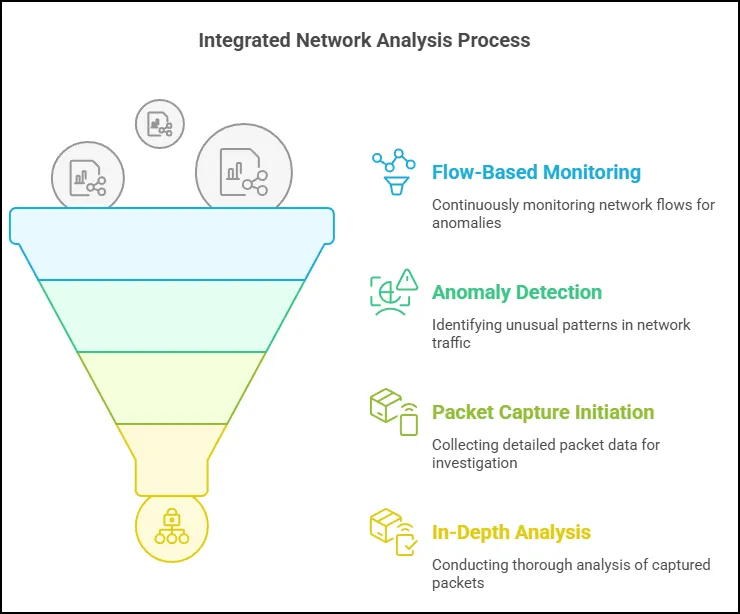 Integrated Network Analysis Process
Flow-Based Monitoring
Continuously monitoring network flows for
anomalies
Anomaly Detection
Identifying unusual patterns in network
traffic
Packet Capture Initiation
Collecting detailed packet data for
investigation
In-Depth Analysis
Conducting thorough analysis of captured
packets